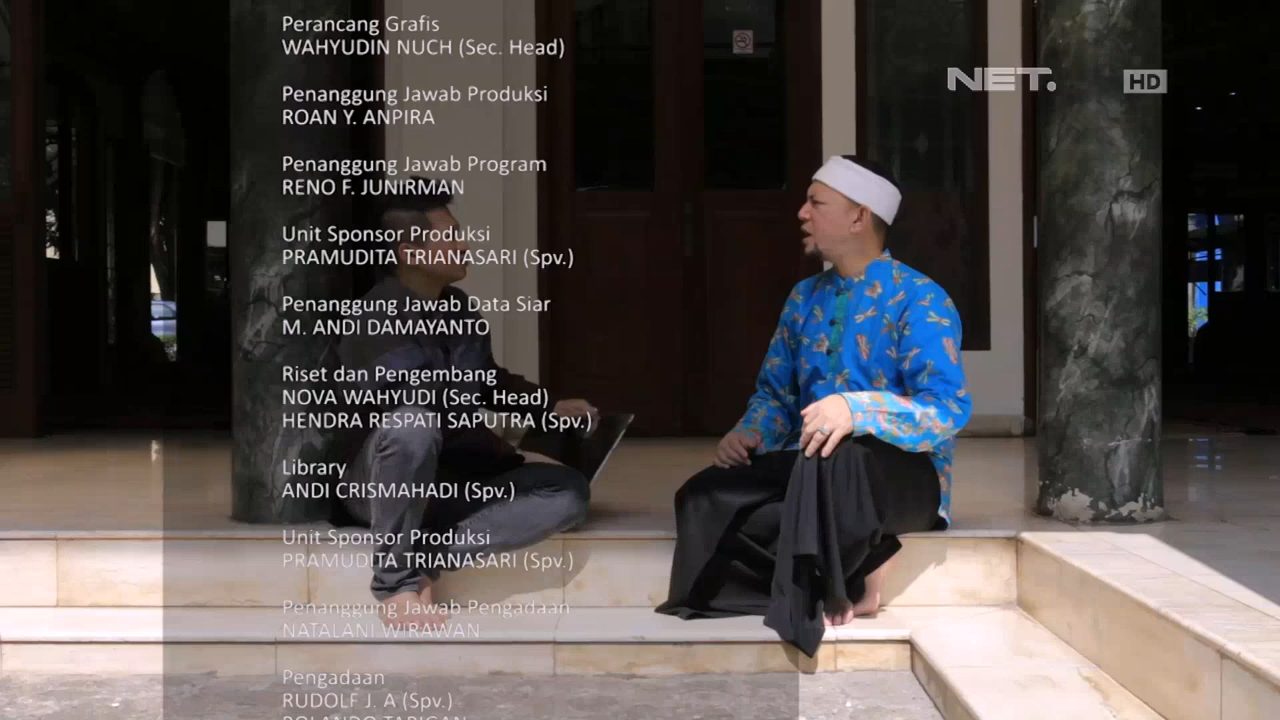 Perancang Grafis
WAHYUDIN NUCH (Sec. Head)
Penanggung Jawab Produksi
ROAN Y. ANPIRA
Penanggung Jawab Program
RENO F. JUNIRMAN
Unit Sponsor Produksi
PRAMUDITA TRIANASARI (Spv.)
Penanggung Jawab Data Siar
M. ANDI DAMAYANTO
Riset dan Pengembang
NOVA WAHYUDI (Sec. Head)
HENDRA RESPATI SAPUTRA (Spv.)
Library
ANDI CRISMAHADI (Spv.)
Unit Sponsor Produksi
PRAMUDITA TRIANASARI (Spv.)
Penanggung Jawab Pengadaan
NATALANI WIRAWAN
Pengadaan
RUDOLF J. A (Spv.)
ROLANDO TARIGAN
NET.
HD